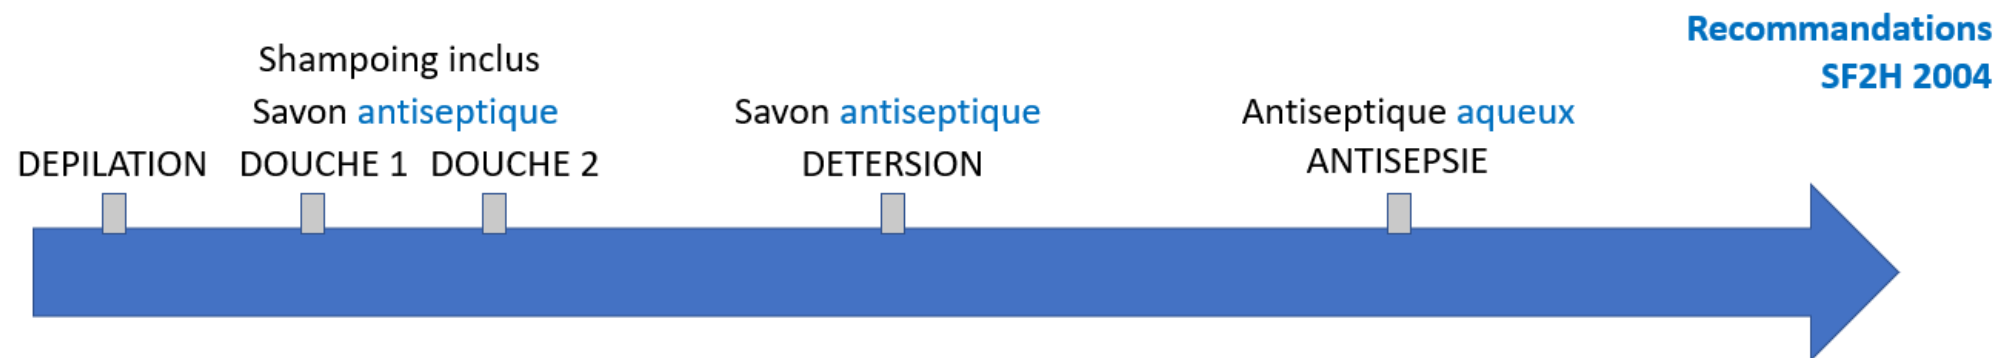 Recommandations
SF2H 2004
Shampoing inclus
Savon antiseptique
DEPILATION DOUCHE 1 DOUCHE 2
Savon antiseptique
DETERSION
Antiseptique aqueux
ANTISEPSIE